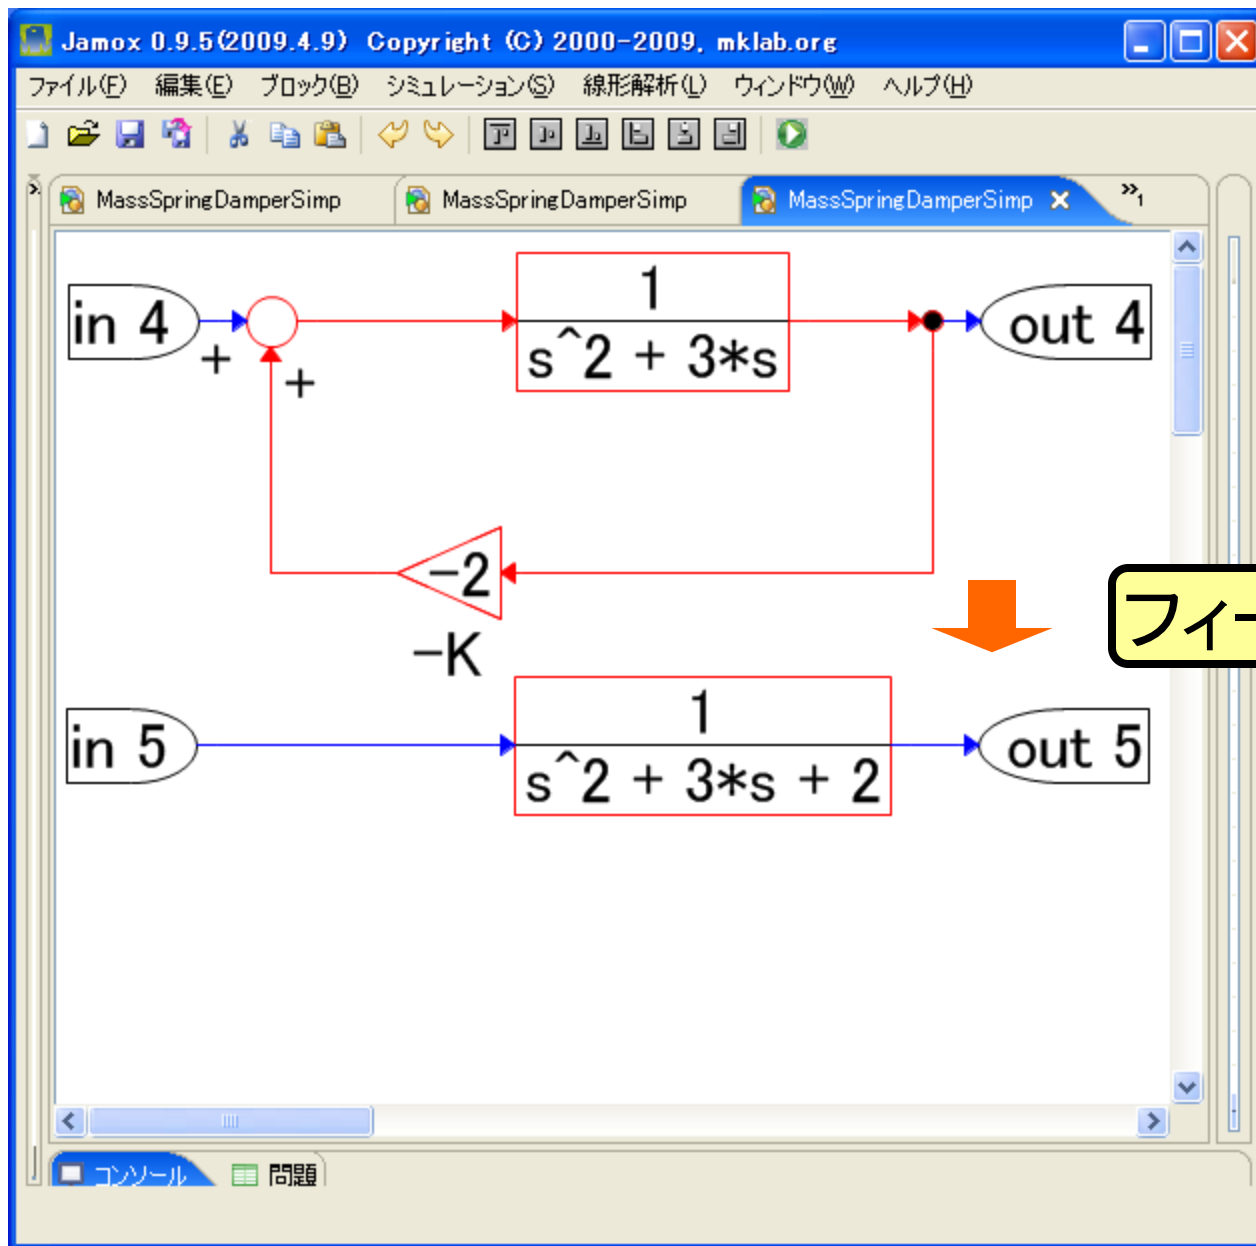 Jamox 0.9.5(2009.4.9) Copyright (C) 2000-2009, mklab.org
ファイル(F) 編集(E) ブロック(B) シミュレーション(S) 線形解析(L) ウィンドウ(W) ヘルプ(H)
MassSpringDamperSimp MassSpringDamperSimp MassSpringDamperSimp »1
in 4
+
+
1
s^2 + 3*s
out 4
-2
-K
フィー
in 5
1
s^2 + 3*s + 2
out 5
コンソール 問題